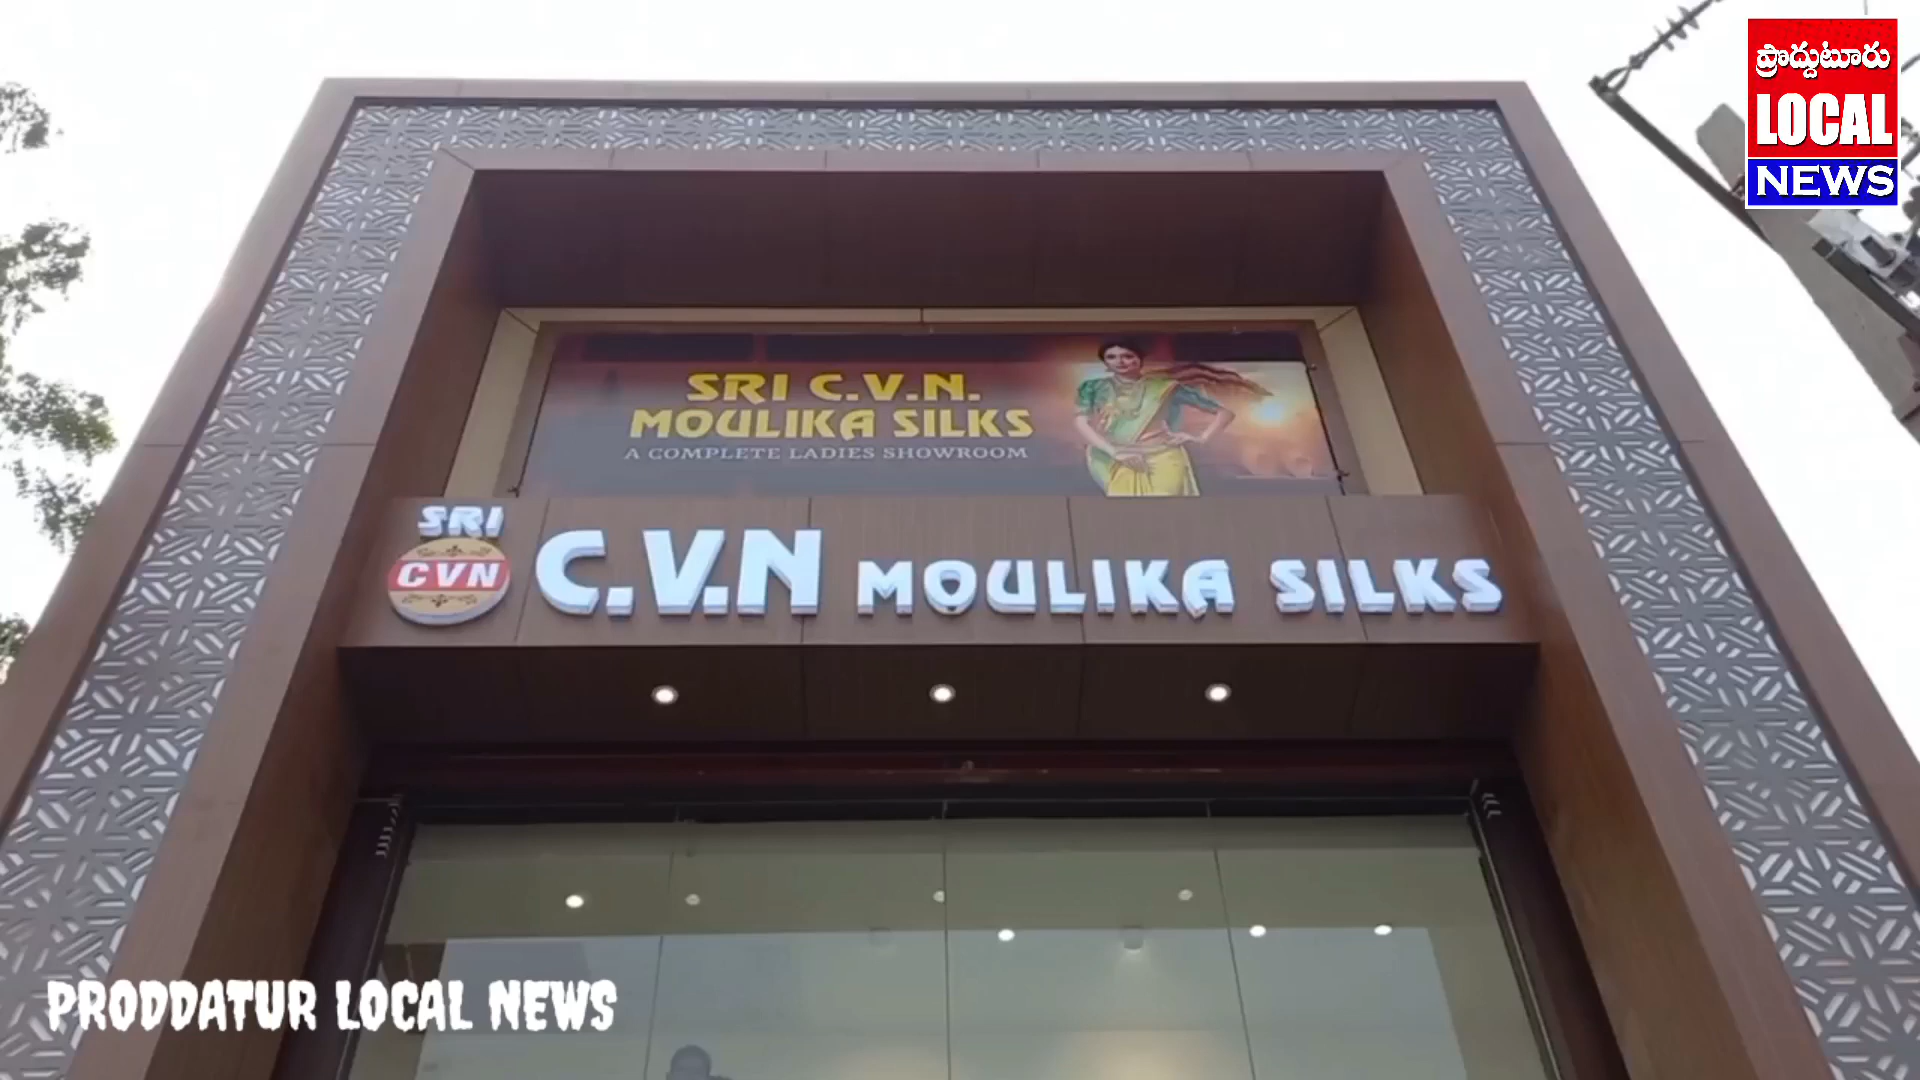 ప్రొద్దుటూరు
LOCAL
NEWS
SRI C.V.N.
MOULIKA SILKS
A COMPLETE LADIES SHOWROOM
SRI
CVN
C.V.N MOULIKA SILKS
PRODDATUR LOCAL NEWS